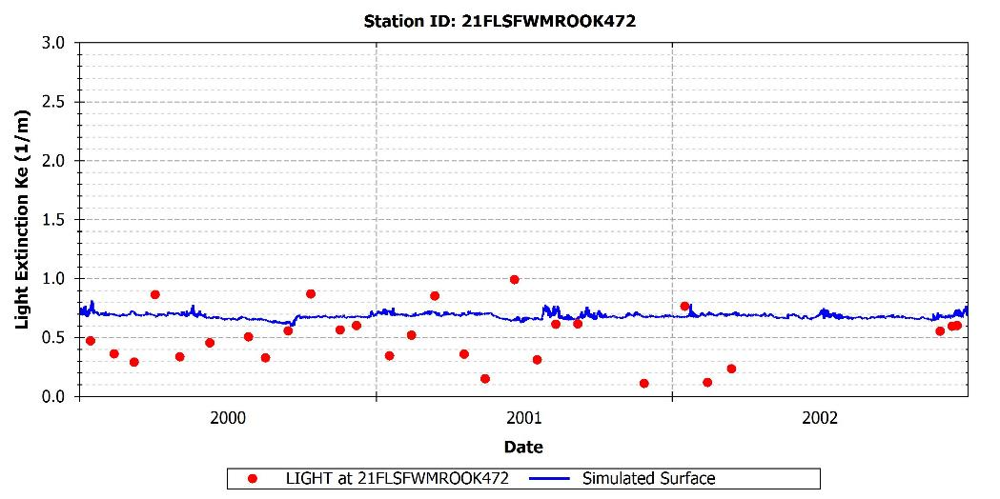 Station ID: 21FLSFWMROOK472
3.0
2.5
2.0
1.5
1.0
0.5
0.0
Light Extinction Ke (1/m)
2000 2001 2002
Date
LIGHT at 21FLSFWMROOK472 Simulated Surface